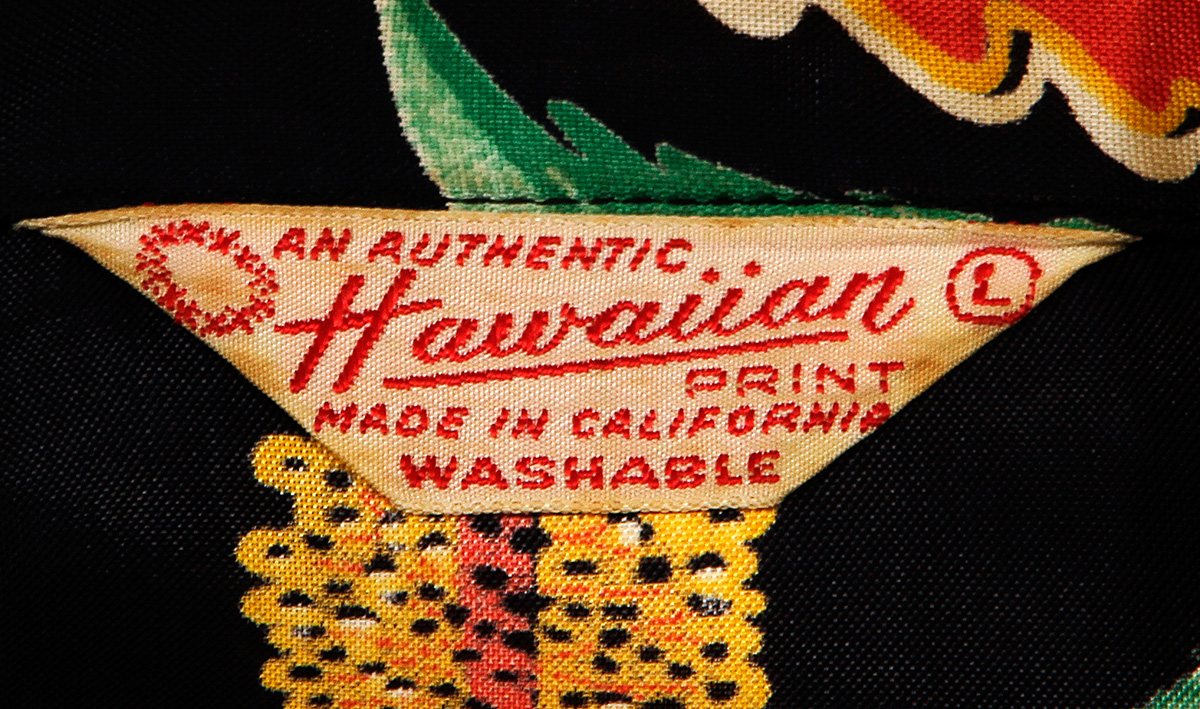 AN AUTHENTIC
Hawaiian
L
PRINT
MADE IN CALIFORNIA
WASHABLE